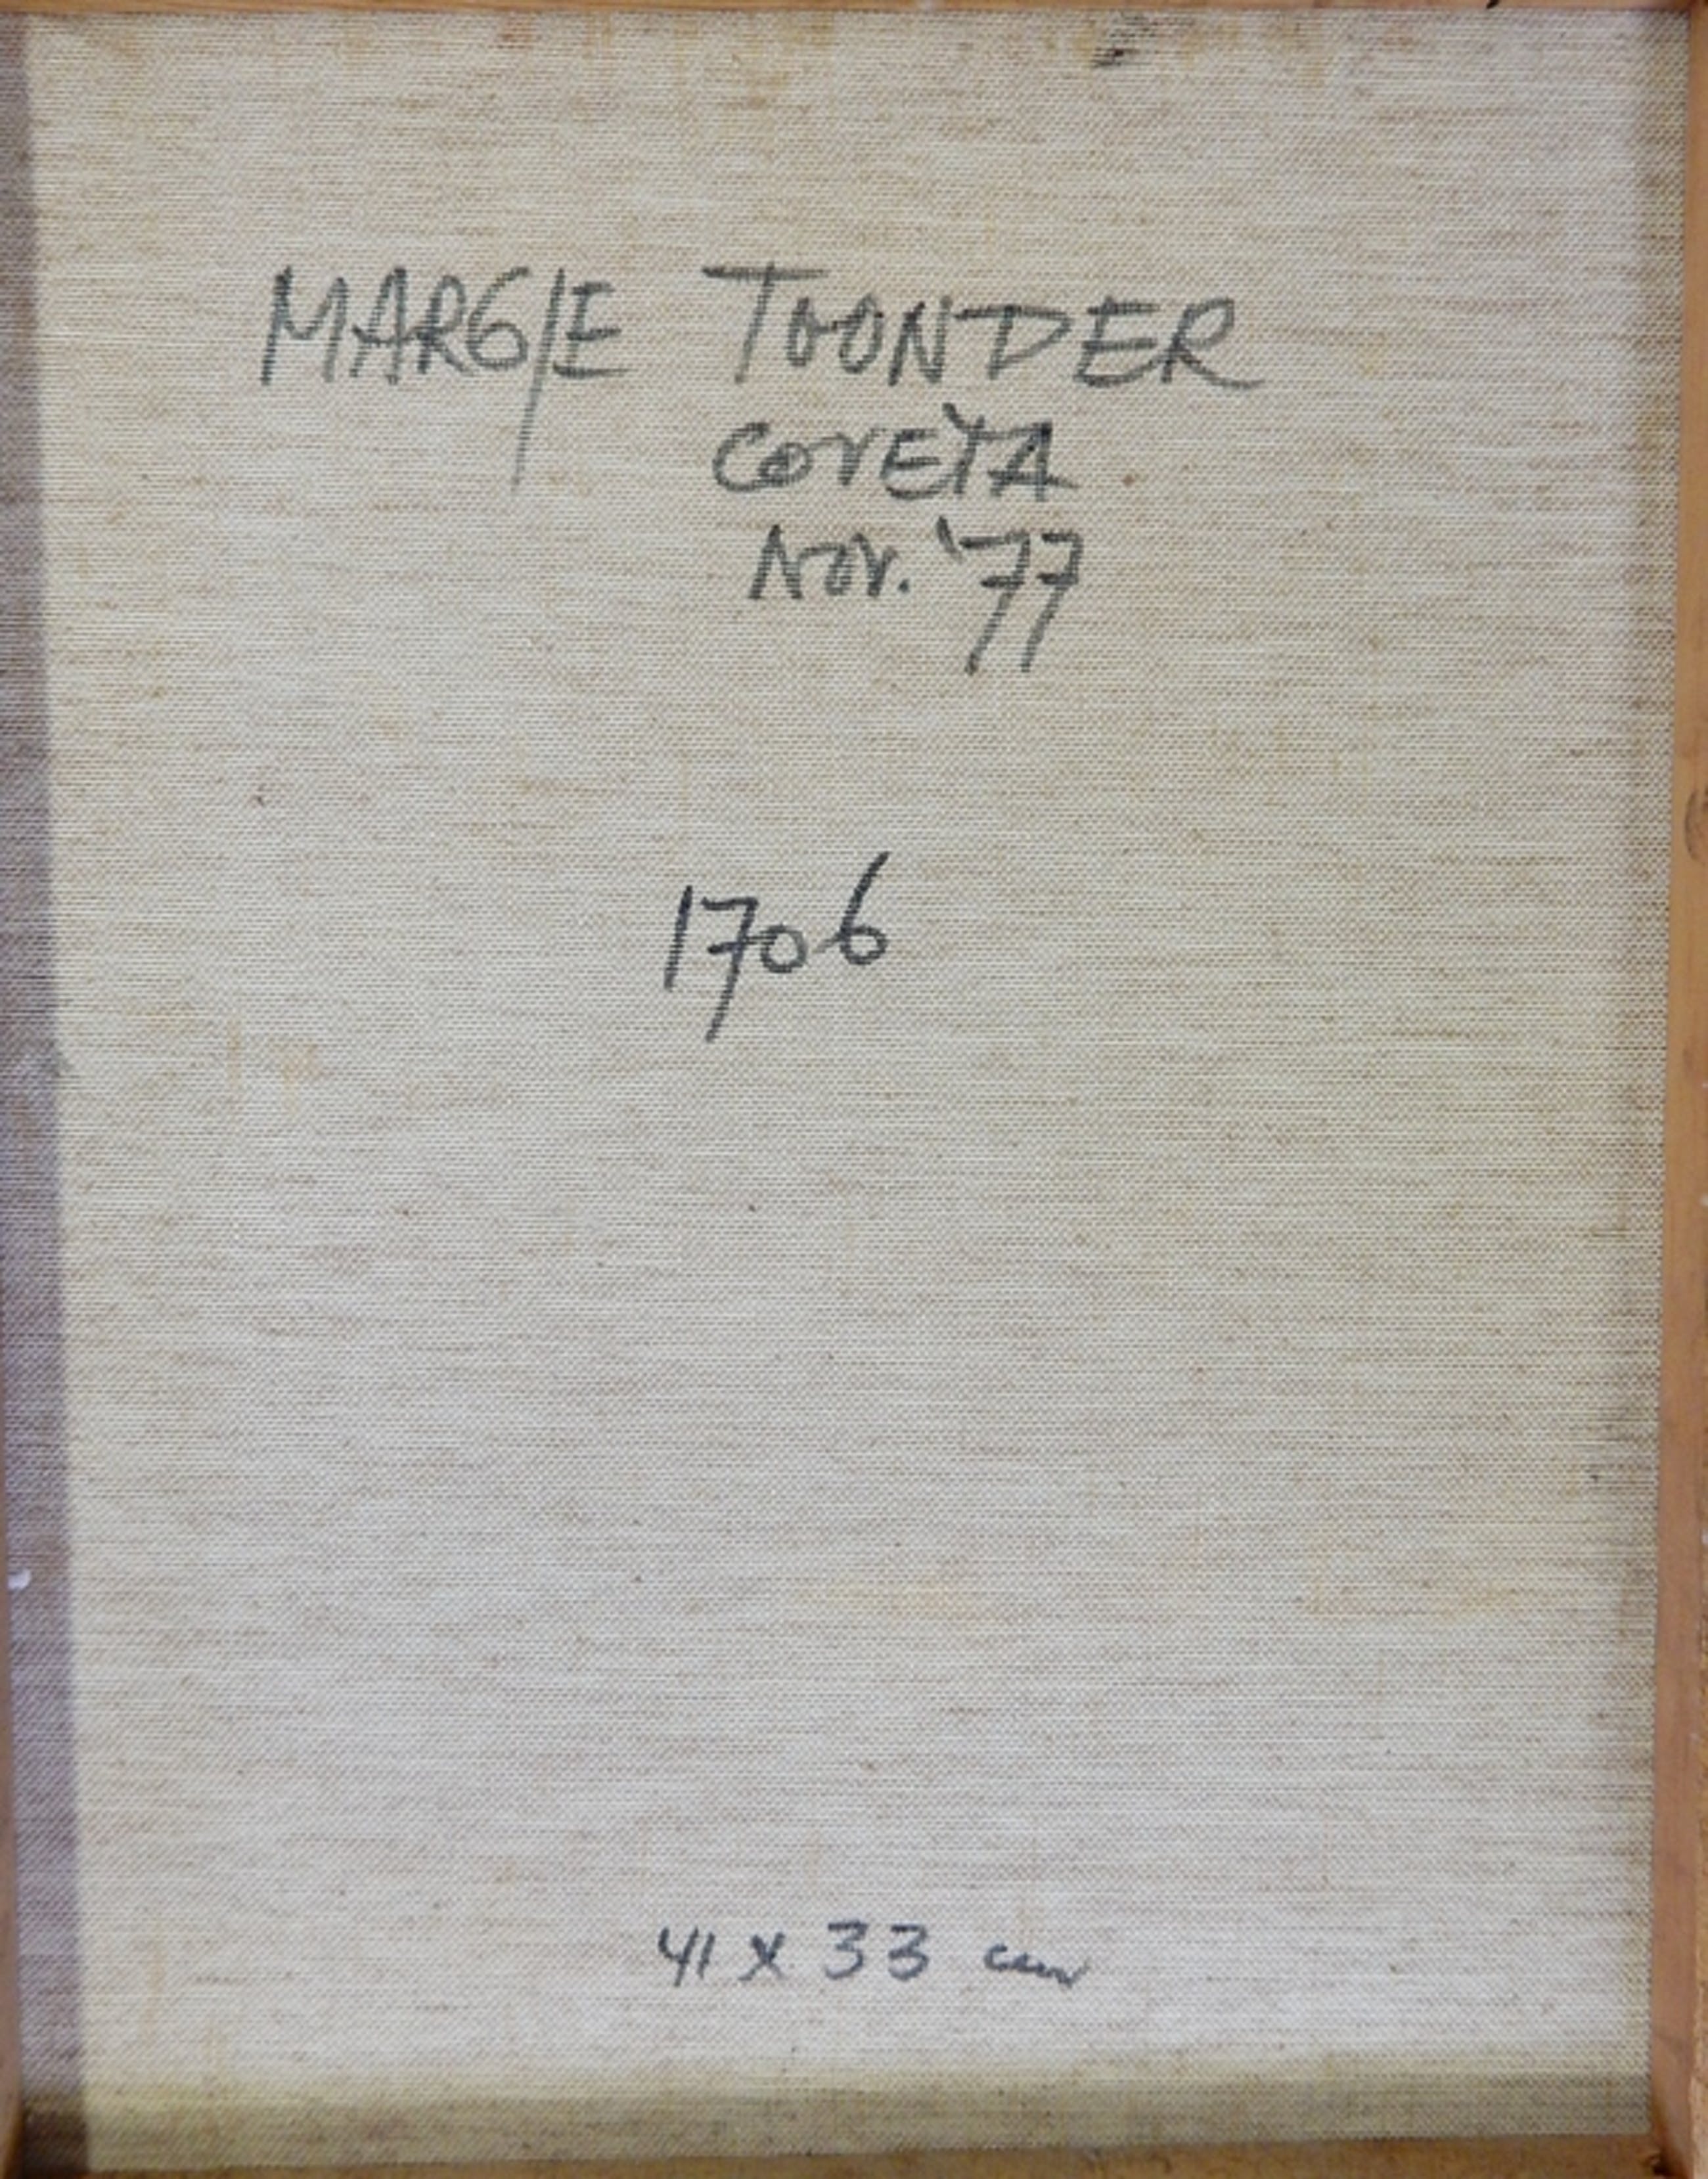 MARGIE TOONDER
COVETA
Nov. '77
1706
41 x 33 cm